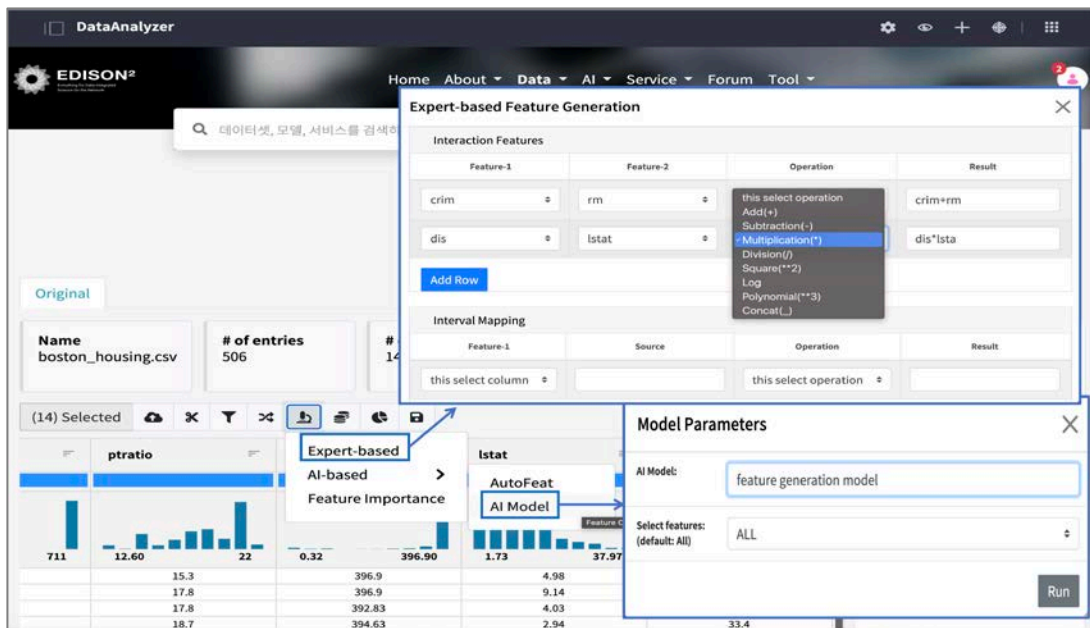 DataAnalyzer
EDISON²
Home About Data AI Service Forum Tool
2
데이터셋, 모델, 서비스를 검색하
Expert-based Feature Generation
Interaction Features
Feature-1 Feature-2 Operation Result
crim rm crim+rm
dis lstat dis*lsta
this select operation
Add(+)
Subtraction(-)
Multiplication(*)
Division(/)
Square(**2)
Log
Polynomial(**3)
Concat(_)
Add Row
Interval Mapping
Feature-1 Source Operation Result
this select column this select operation
Original
Name
boston_housing.csv
# of entries
506
#
14
(14) Selected
Expert-based
AI-based
Feature Importance
AutoFeat
AI Model
Feature C
ptratio lstat
711 12.60 22 0.32 396.90 1.73 37.97
15.3 396.9 4.98
17.8 396.9 9.14
17.8 392.83 4.03
18.7 394.63 2.94 33.4
Model Parameters
AI Model:
feature generation model
Select features:
(default: All)
ALL
Run